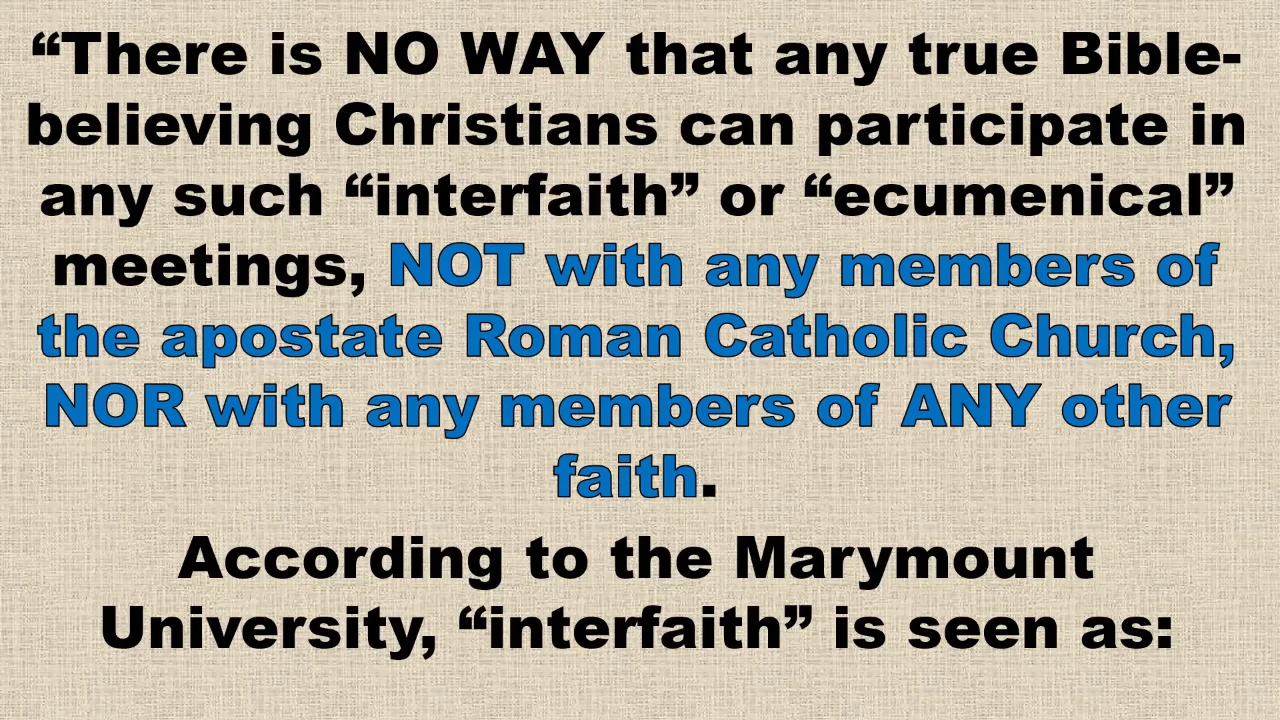 “There is NO WAY that any true Bible-
believing Christians can participate in
any such “interfaith” or “ecumenical”
meetings, NOT with any members of
the apostate Roman Catholic Church,
NOR with any members of ANY other
faith.
According to the Marymount
University, “interfaith” is seen as: